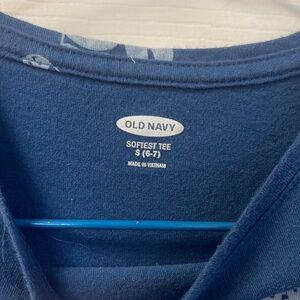 OLD NAVY
SOFTEST TEE
S (6-7)
MADE IN VIETNAM